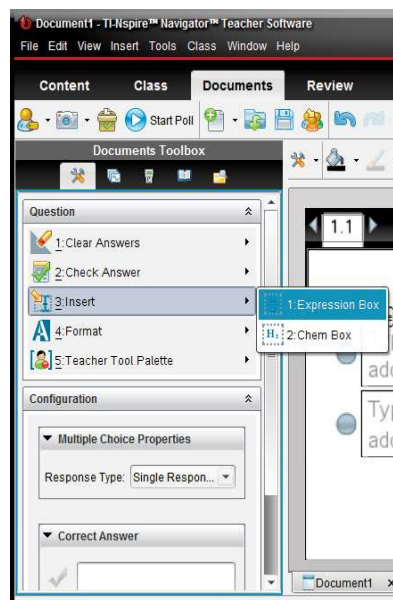 Document1 - TI-Nspire™ Navigator™ Teacher Software
File Edit View Insert Tools Class Window Help
Content Class Documents Review
Start Poll
Documents Toolbox
Question
1:Clear Answers
2:Check Answer
3:Insert
4:Format
5:Teacher Tool Palette
1:Expression Box
H₂ 2:Chem Box
1.1
add
Typ
add
Configuration
Multiple Choice Properties
Response Type: Single Respon...
Correct Answer
Document1